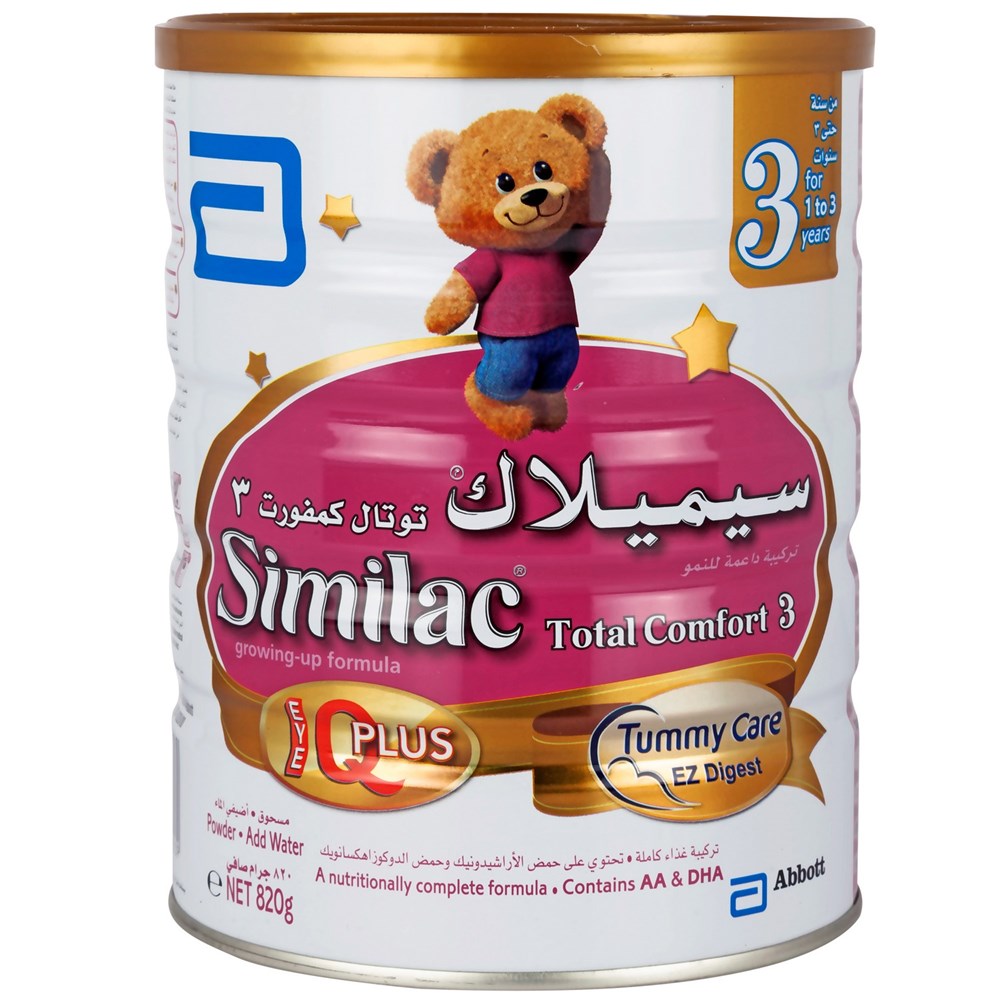 من سنة
حتى ٣
سنوات
3
for
1 to 3
years
سيميلاك
توتال كمفورت ٣
تركيبة داعمة للنمو
Similac®
Total Comfort 3
growing-up formula
EYE
IQ PLUS
Tummy Care
EZ Digest
مسحوق • أضيفي الماء
Powder • Add Water
٨٢٠ جرام صافي
e NET 820g
تركيبة غذاء كاملة • تحتوي على حمض الأراشيدونيك وحمض الدوكوزاهكسانويك
A nutritionally complete formula • Contains AA & DHA
Abbott